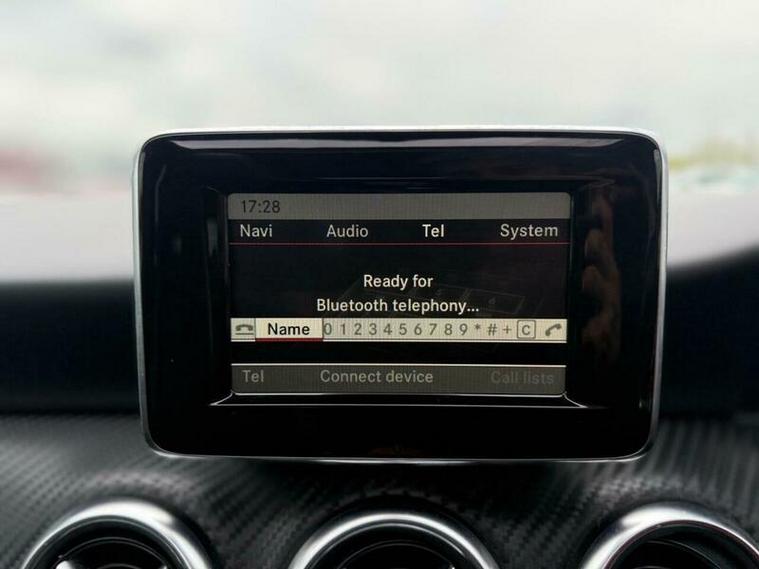 17:28
Navi Audio Tel System
Ready for
Bluetooth telephony...
Name 0 1 2 3 4 5 6 7 8 9 * # + C
Tel Connect device Call lists